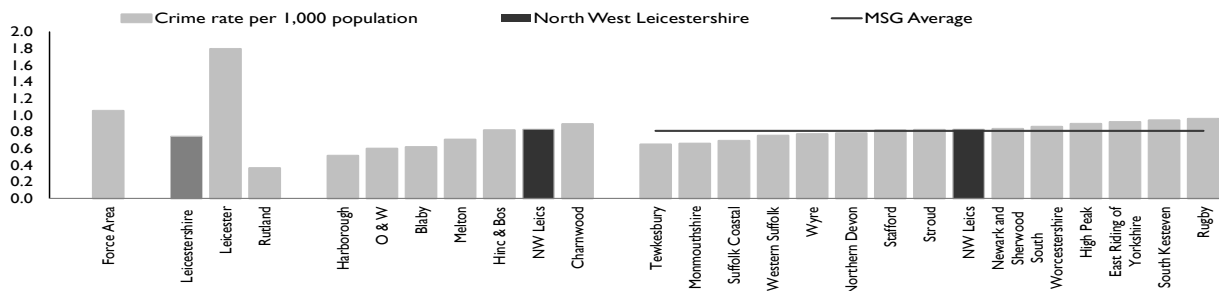 Crime rate per 1,000 population
North West Leicestershire
MSG Average
2.0
1.8
1.6
1.4
1.2
1.0
0.8
0.6
0.4
0.2
0.0
Force Area
Leicestershire
Leicester
Rutland
Harborough
O & W
Blaby
Melton
Hinc & Bos
NW Leics
Charnwood
Tewkesbury
Monmouthshire
Suffolk Coastal
Western Suffolk
Wyre
Northern Devon
Stafford
Stroud
NW Leics
Newark and
Sherwood
South
Worcestershire
High Peak
East Riding of
Yorkshire
South Kesteven
Rugby